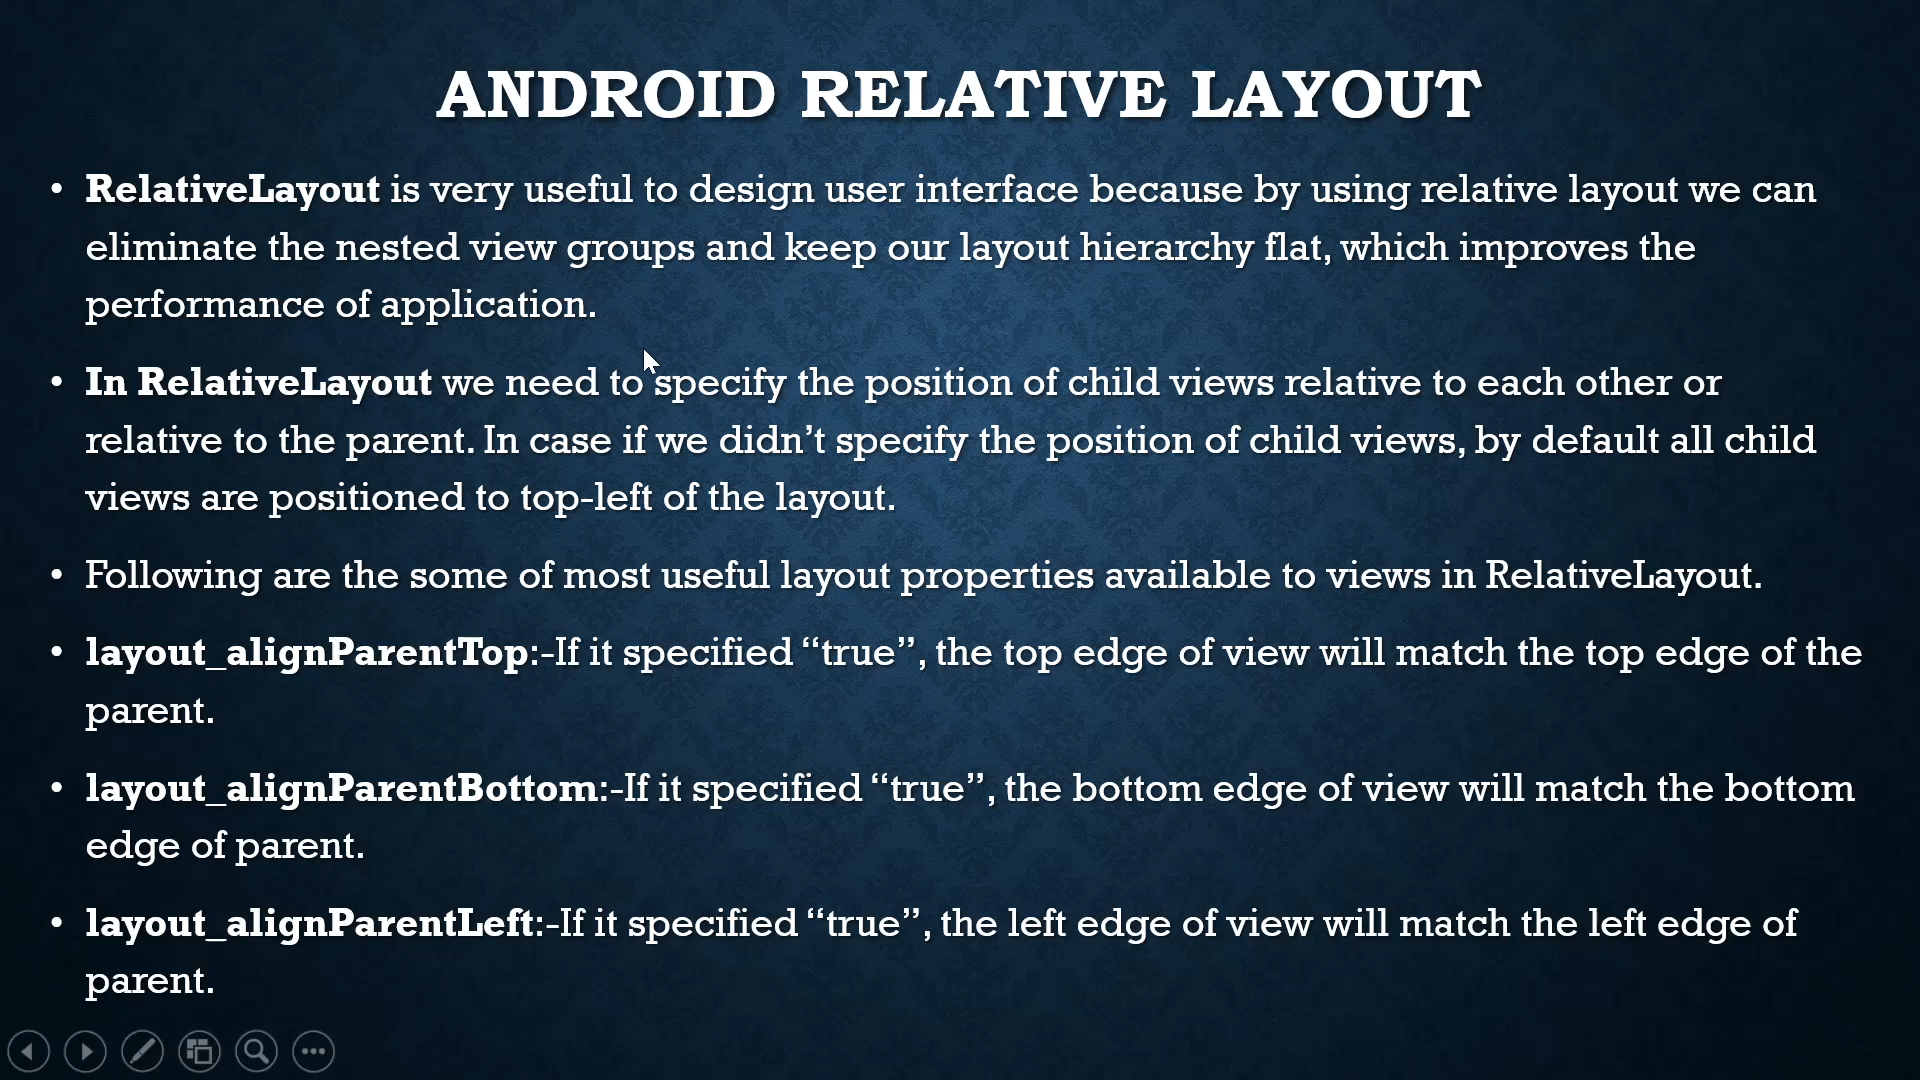 ANDROID RELATIVE LAYOUT
• RelativeLayout is very useful to design user interface because by using relative layout we can
eliminate the nested view groups and keep our layout hierarchy flat, which improves the
performance of application.
• In RelativeLayout we need to specify the position of child views relative to each other or
relative to the parent. In case if we didn’t specify the position of child views, by default all child
views are positioned to top-left of the layout.
• Following are the some of most useful layout properties available to views in RelativeLayout.
• layout_alignParentTop:-If it specified “true”, the top edge of view will match the top edge of the
parent.
• layout_alignParentBottom:-If it specified “true”, the bottom edge of view will match the bottom
edge of parent.
• layout_alignParentLeft:-If it specified “true”, the left edge of view will match the left edge of
parent.